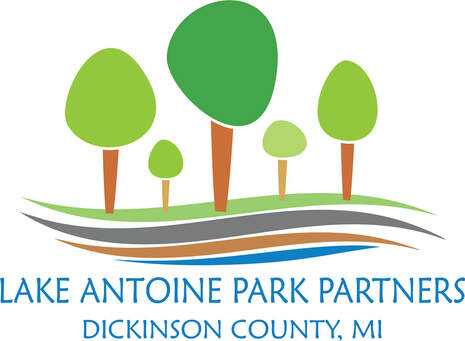 LAKE ANTOINE PARK PARTNERS
DICKINSON COUNTY, MI